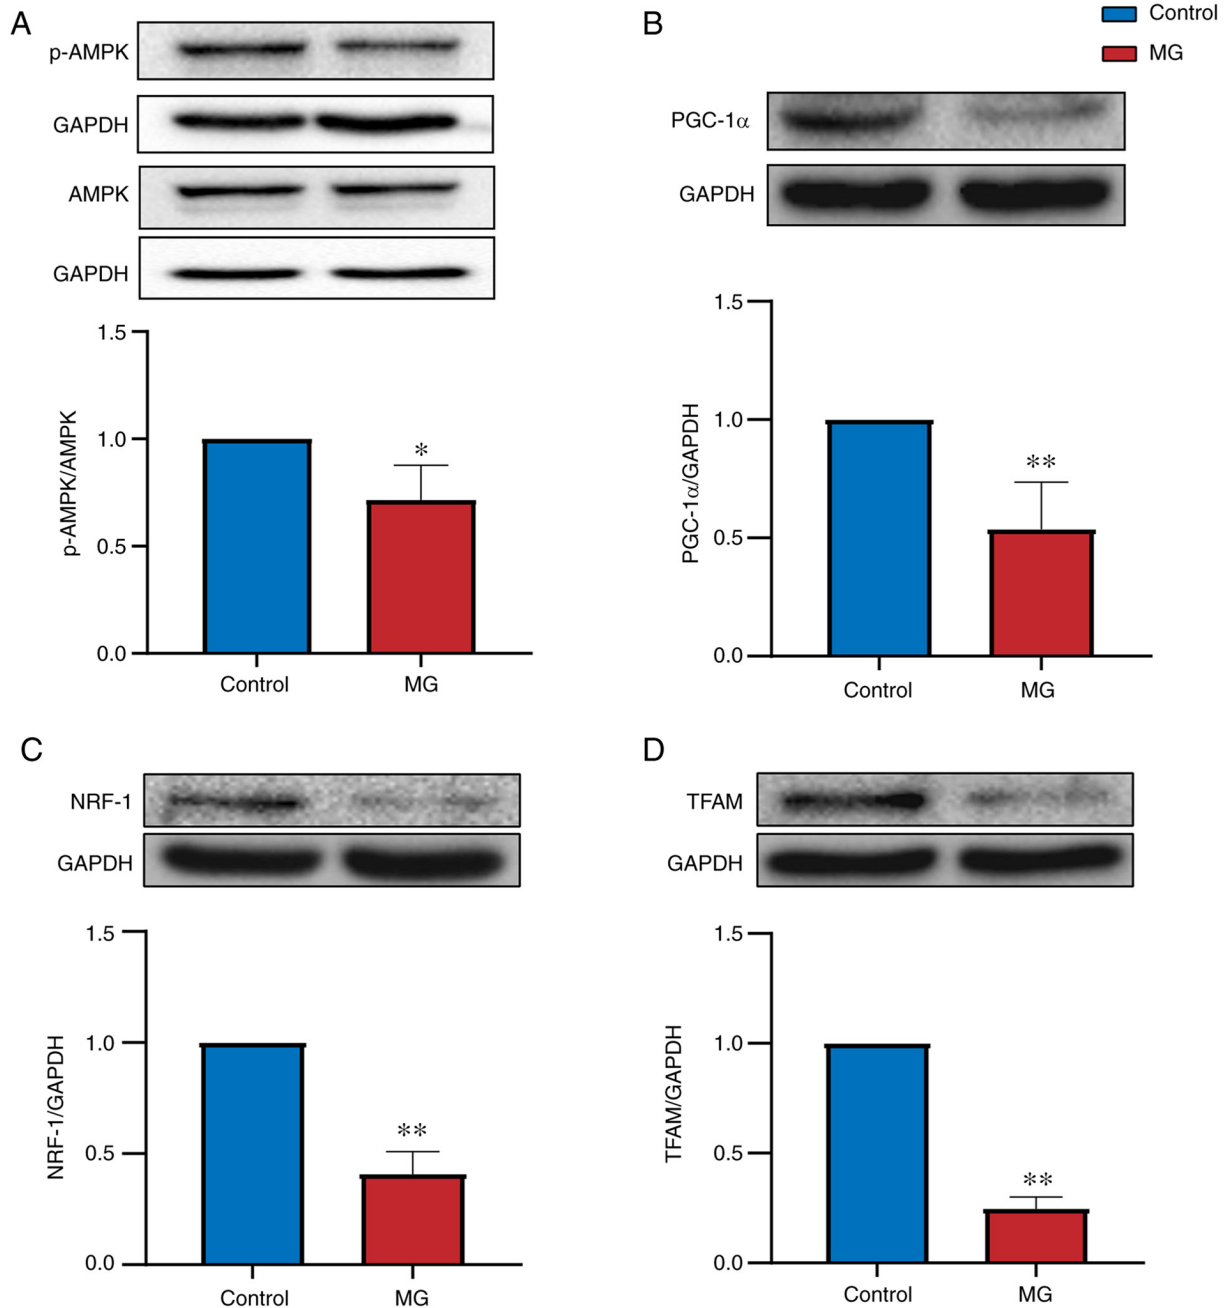 A
p-AMPK
GAPDH
AMPK
GAPDH
1.5
1.0
0.5
0.0
p-AMPK/AMPK
*
Control
MG
B
Control
MG
PGC-1α
GAPDH
1.5
1.0
0.5
0.0
PGC-1α/GAPDH
**
Control
MG
C
NRF-1
GAPDH
1.5
1.0
0.5
0.0
NRF-1/GAPDH
**
Control
MG
D
TFAM
GAPDH
1.5
1.0
0.5
0.0
TFAM/GAPDH
**
Control
MG